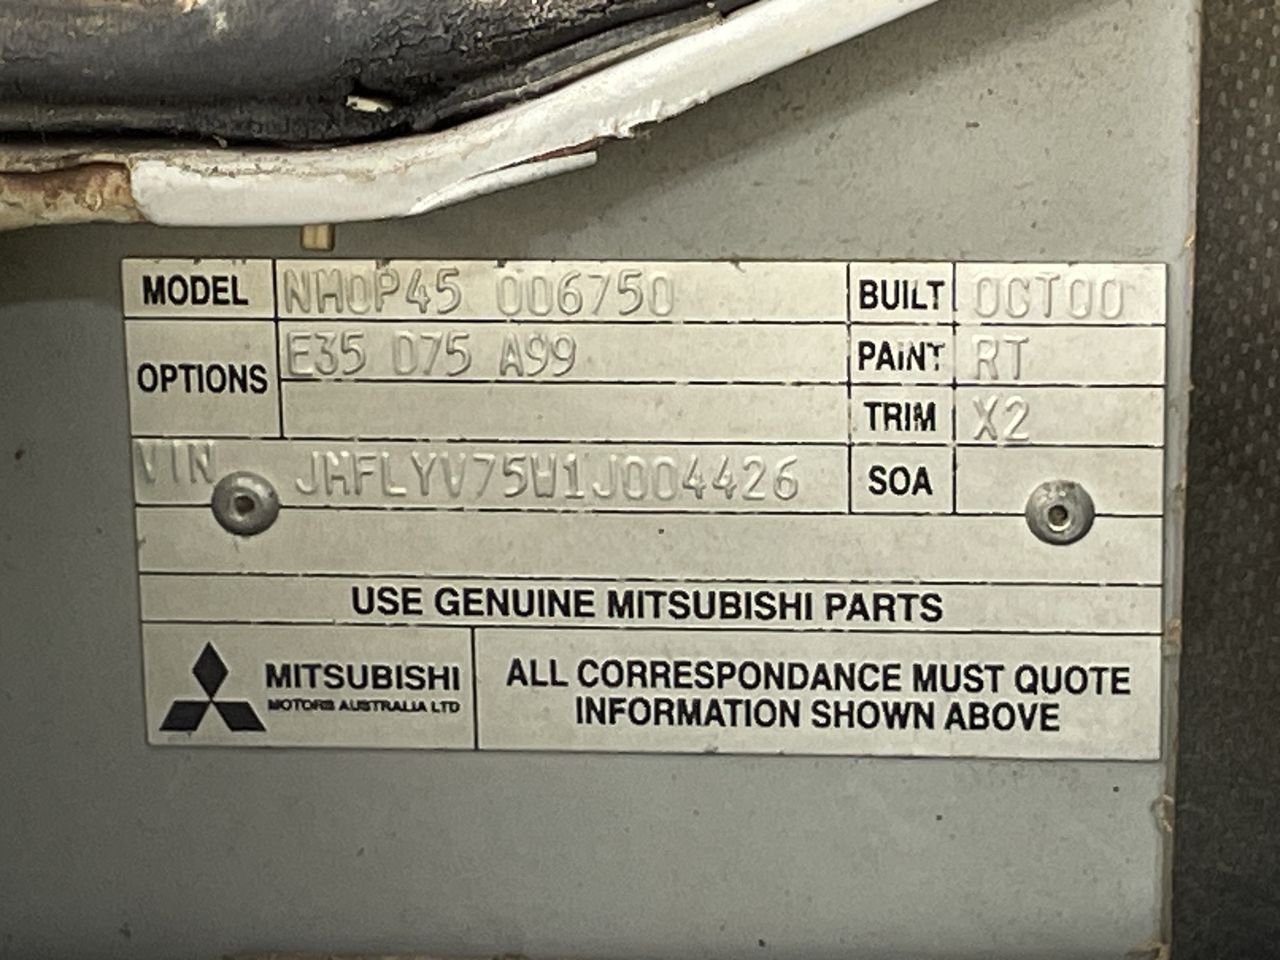 MODEL NM0P45 006750 BUILT OCT00
OPTIONS E35 D75 A99 PAINT RT
TRIM X2
VIN JMFLYV75W1J004426 SOA
USE GENUINE MITSUBISHI PARTS
MITSUBISHI
MOTORS AUSTRALIA LTD
ALL CORRESPONDANCE MUST QUOTE
INFORMATION SHOWN ABOVE